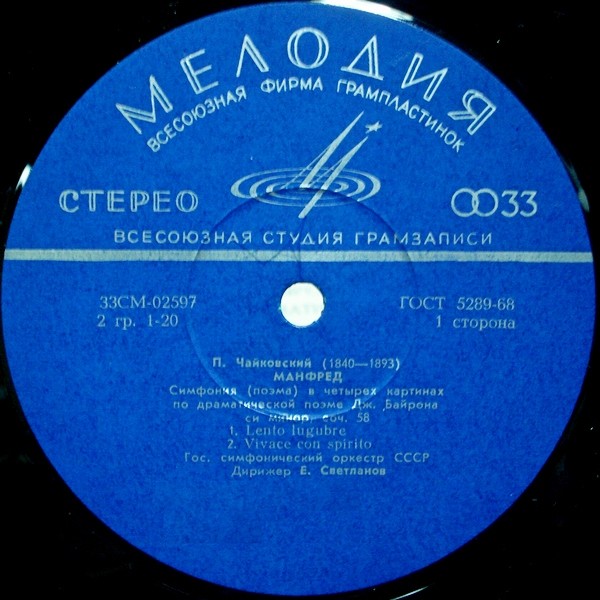 МЕЛОДИЯ
ВСЕСОЮЗНАЯ ФИРМА ГРАМПЛАСТИНОК
СТЕРЕО
33
ВСЕСОЮЗНАЯ СТУДИЯ ГРАМЗАПИСИ
33СМ-02597 ГОСТ 5289-68
2 гр. 1-20 1 сторона
П. Чайковский (1840—1893)
МАНФРЕД
Симфония (поэма) в четырех картинах
по драматической поэме Дж. Байрона
си минор, соч. 58
1. Lento lugubre
2. Vivace con spirito
Гос. симфонический оркестр СССР
Дирижер Е. Светланов